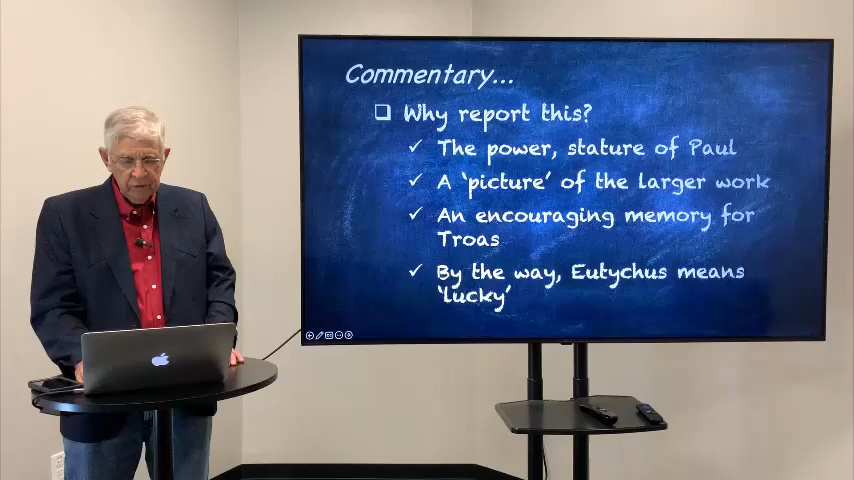 Commentary...
Why report this?
The power, stature of Paul
A ‘picture’ of the larger work
An encouraging memory for
Troas
By the way, Eutychus means
‘lucky’